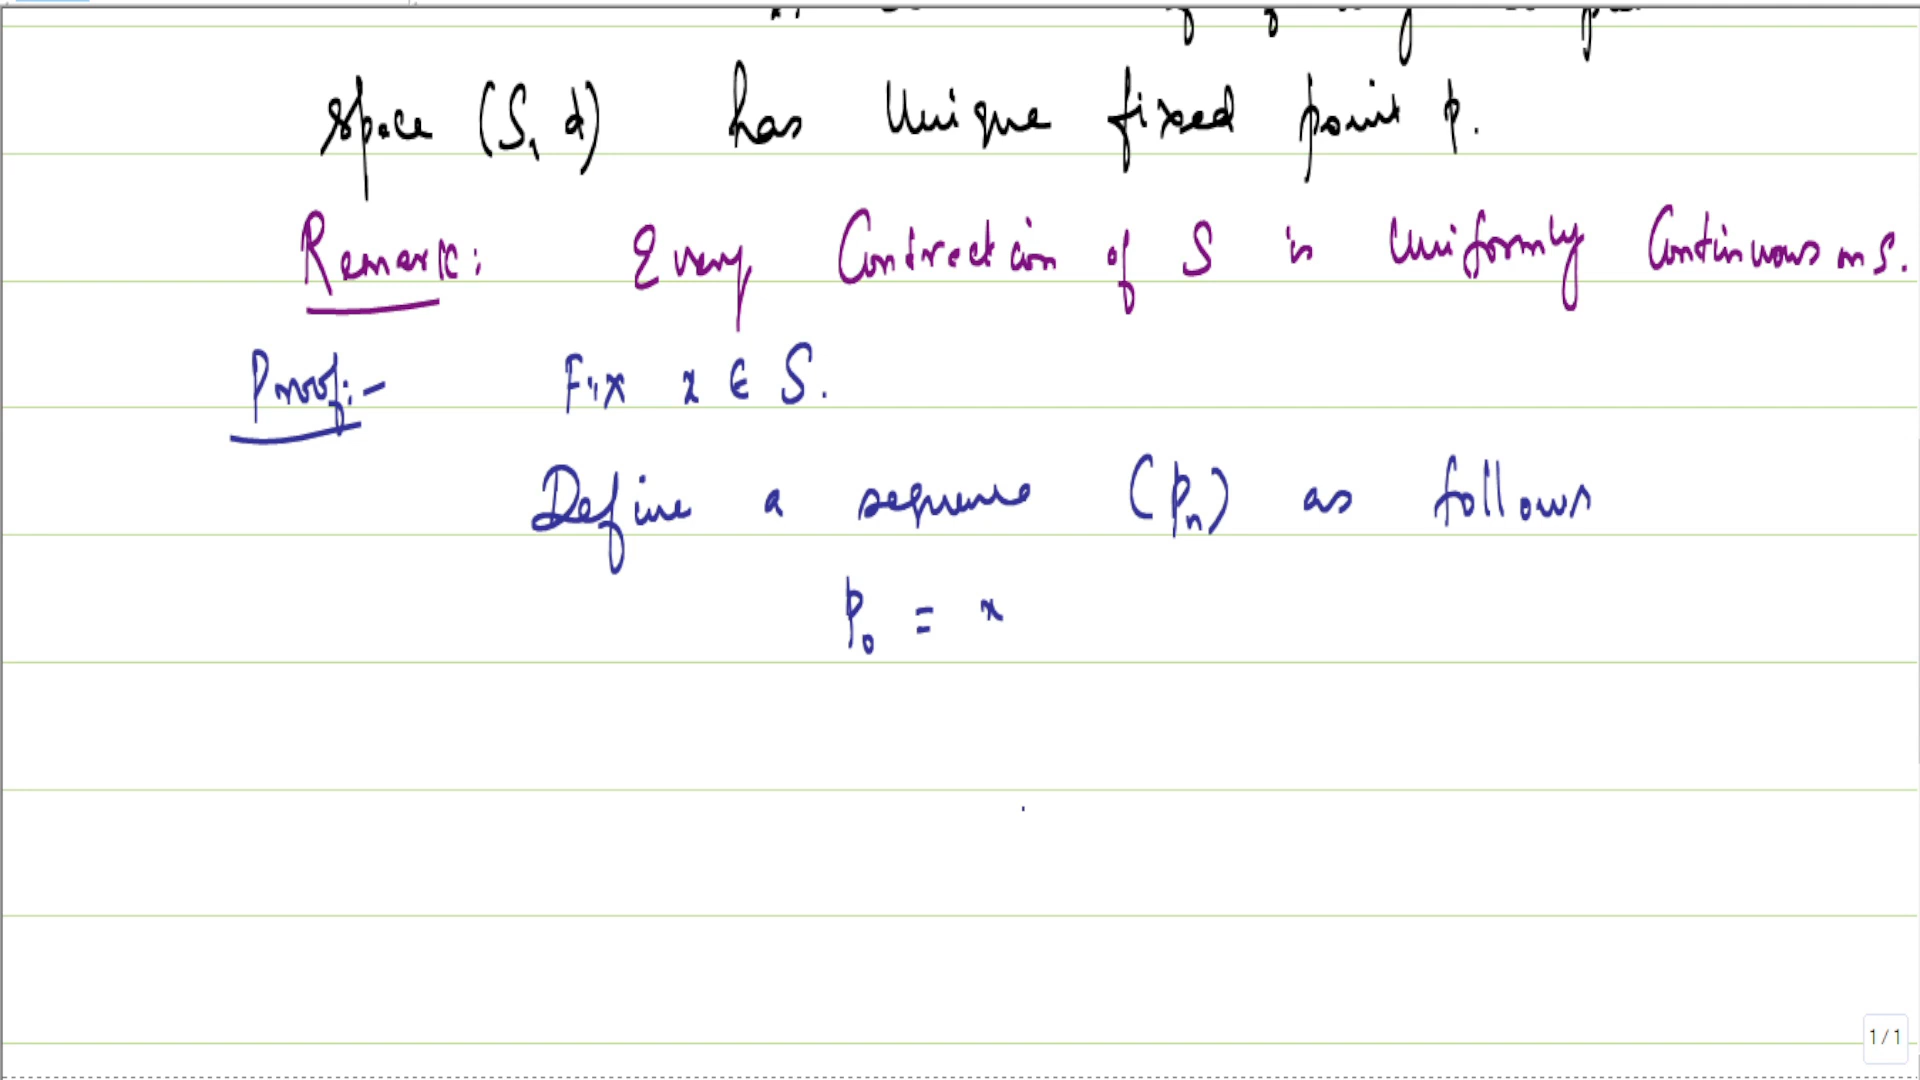 space (S, d) has Unique fixed point p.
Remark: Every Contraction of S is Uniformly Continuous on S.
Proof:- Fix x ∈ S.
Define a sequence (pₙ) as follows
p₀ = x
1/1